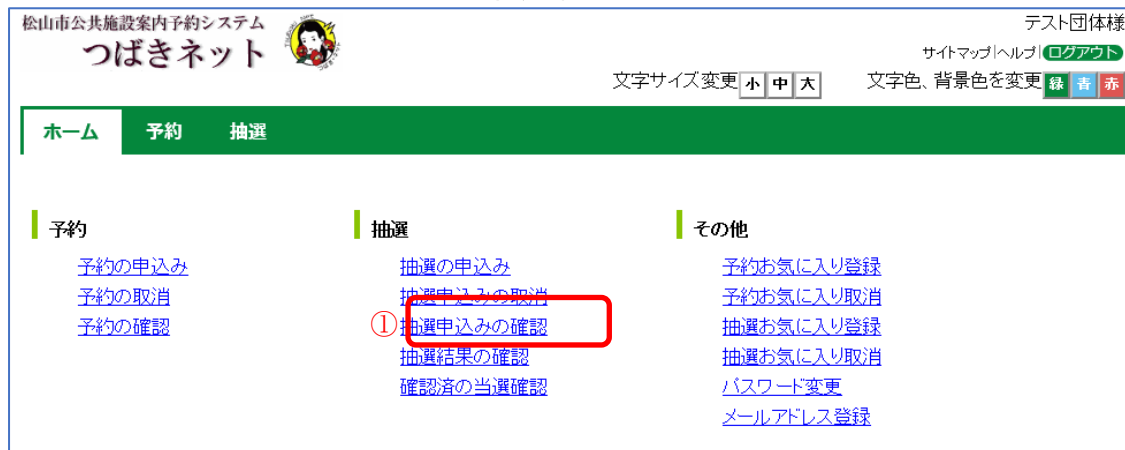 松山市公共施設案内予約システム
つばきネット
テスト団体様
サイトマップ|ヘルプ|ログアウト
文字サイズ変更 小 中 大 文字色、背景色を変更 緑 青 赤
ホーム 予約 抽選
予約
予約の申込み
予約の取消
予約の確認
抽選
抽選の申込み
抽選申込みの取消
①抽選申込みの確認
抽選結果の確認
確認済の当選確認
その他
予約お気に入り登録
予約お気に入り取消
抽選お気に入り登録
抽選お気に入り取消
パスワード変更
メールアドレス登録